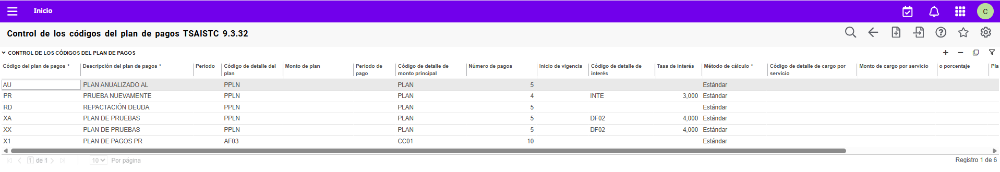 Inicio
C
Control de los códigos del plan de pagos TSAISTC 9.3.32
CONTROL DE LOS CÓDIGOS DEL PLAN DE PAGOS
Código del plan de pagos * Descripción del plan de pagos * Periodo Código de detalle del plan Monto de plan Periodo de pago Código de detalle de monto principal Número de pagos Inicio de vigencia Código de detalle de interés Tasa de interés Método de cálculo * Código de detalle de cargo por servicio Monto de cargo por servicio o porcentaje Pla
AU PLAN ANUALIZADO AL PPLN PLAN 5 Estándar
PR PRUEBA NUEVAMENTE PPLN PLAN 4 INTE 3,000 Estándar
RD REPACTACIÓN DEUDA PPLN PLAN 5 Estándar
XA PLAN DE PRUEBAS PPLN PLAN 5 DF02 4,000 Estándar
XX PLAN DE PRUEBAS PPLN PLAN 5 DF02 4,000 Estándar
X1 PLAN DE PAGOS PR AF03 CC01 10 Estándar
1 de 1 10 Por página Registro 1 de 6